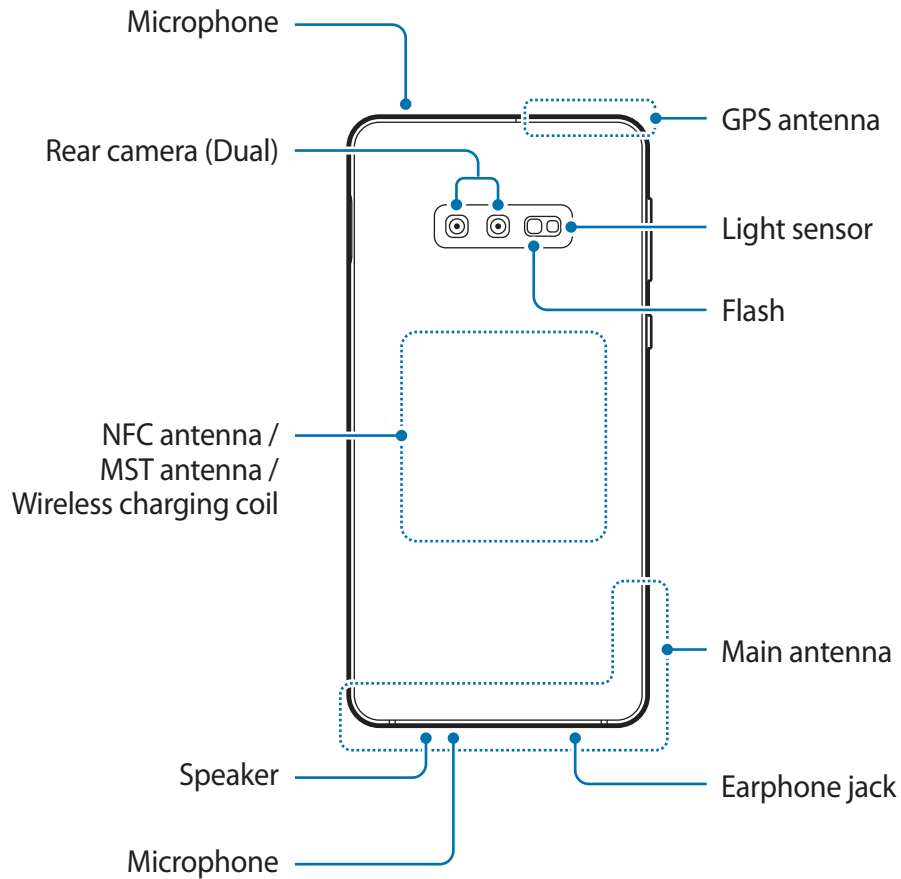 Microphone
GPS antenna
Rear camera (Dual)
Light sensor
Flash
NFC antenna /
MST antenna /
Wireless charging coil
Main antenna
Speaker
Earphone jack
Microphone